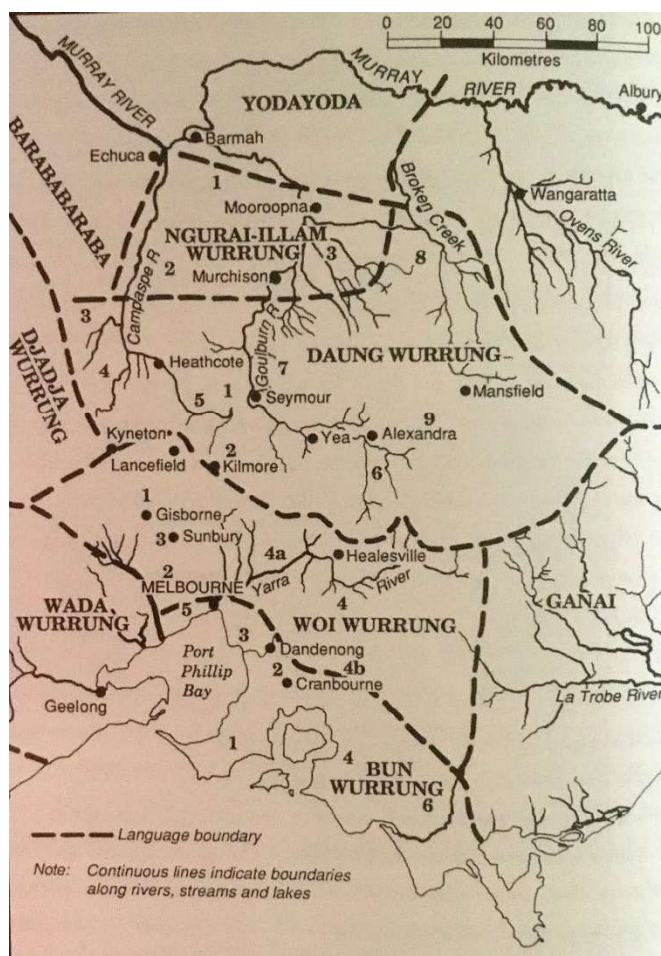 0 20 40 60 80 100
Kilometres
MURRAY RIVER
MURRAY
RIVER
Albury
YODAYODA
BARABABARABA
Barmah
Echuca
1
Mooroopna
Broken Creek
Wangaratta
Ovens River
NGURAI-ILLAM
WURRUNG
2
3
8
Campaspe R
Murchison
3
Goulburn R
DJADJA
WURRUNG
4
Heathcote
7
DAUNG WURRUNG
5
1
Seymour
Mansfield
Kyneton
Yea
Alexandra
9
Lancefield
2
Kilmore
6
1
Gisborne
3
Sunbury
4a
Healesville
2
MELBOURNE
Yarra
River
4
WADA
WURRUNG
5
WOI WURRUNG
GAṈAI
Port
Phillip
Bay
3
Dandenong
4b
2
Cranbourne
La Trobe River
Geelong
1
4
BUN
WURRUNG
6
Language boundary
Note: Continuous lines indicate boundaries
along rivers, streams and lakes